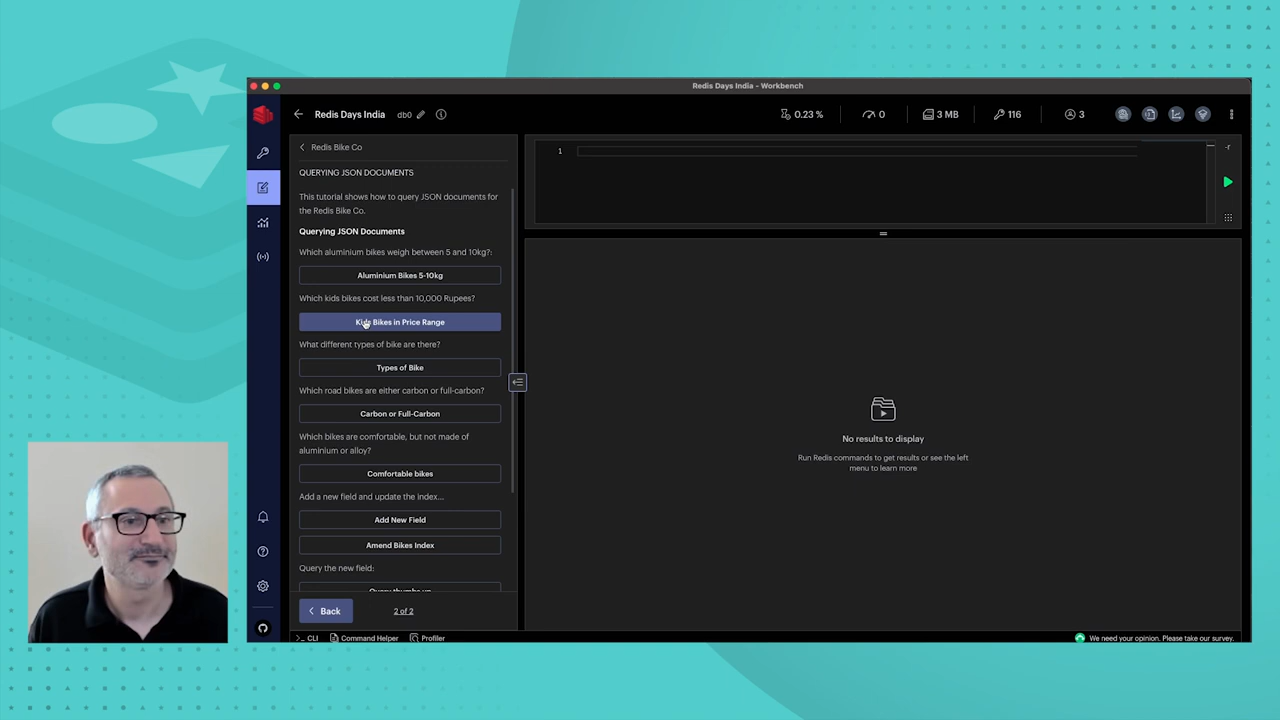 Redis Days India - Workbench
Redis Days India db0 0.23 % 0 3 MB 116 3
Redis Bike Co
QUERYING JSON DOCUMENTS
This tutorial shows how to query JSON documents for
the Redis Bike Co.
Querying JSON Documents
Which aluminium bikes weigh between 5 and 10kg?:
Aluminium Bikes 5-10kg
Which kids bikes cost less than 10,000 Rupees?
Kids Bikes in Price Range
What different types of bike are there?
Types of Bike
Which road bikes are either carbon or full-carbon?
Carbon or Full-Carbon
Which bikes are comfortable, but not made of
aluminium or alloy?
Comfortable bikes
Add a new field and update the index...
Add New Field
Amend Bikes Index
Query the new field:
Query thumbs up
Back 2 of 2
1
-r
No results to display
Run Redis commands to get results or see the left
menu to learn more
>_ CLI Command Helper Profiler
We need your opinion. Please take our survey.